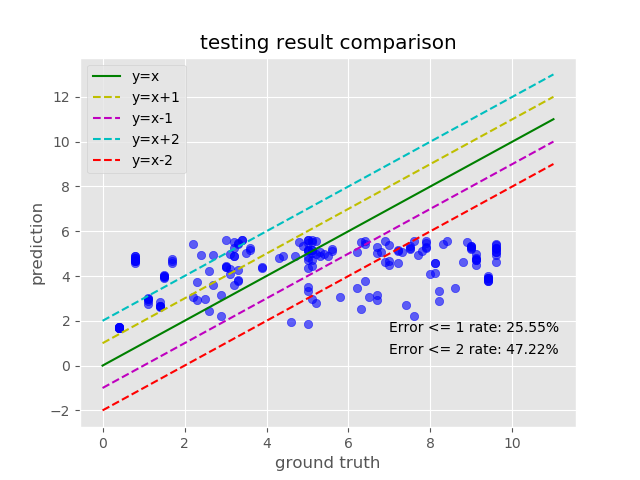 testing result comparison
y=x
y=x+1
y=x-1
y=x+2
y=x-2
12
10
8
6
4
2
0
−2
prediction
Error <= 1 rate: 25.55%
Error <= 2 rate: 47.22%
0 2 4 6 8 10
ground truth